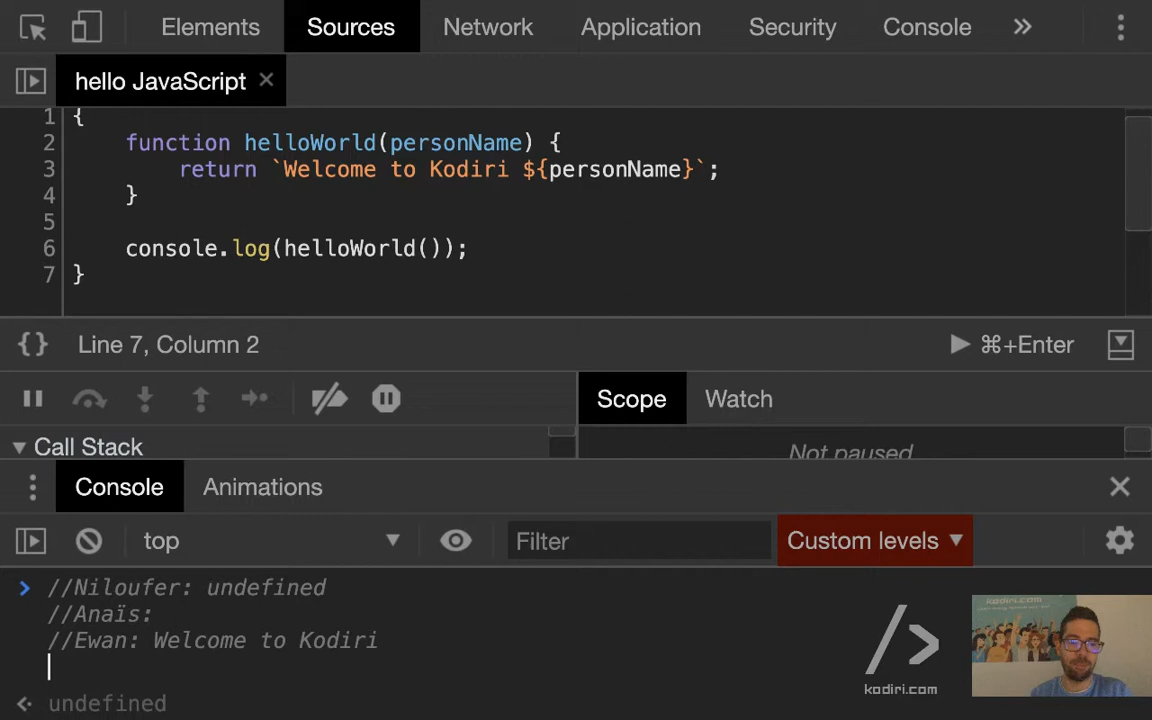 Elements Sources Network Application Security Console »
hello JavaScript ×
1 {
2 function helloWorld(personName) {
3 return `Welcome to Kodiri ${personName}`;
4 }
5
6 console.log(helloWorld());
7 }
{} Line 7, Column 2 ⌘+Enter
Scope Watch
Call Stack
Not paused
Console Animations
top Filter Custom levels
//Niloufer: undefined
//Anaïs:
//Ewan: Welcome to Kodiri
undefined
kodiri.com
kodiri.com